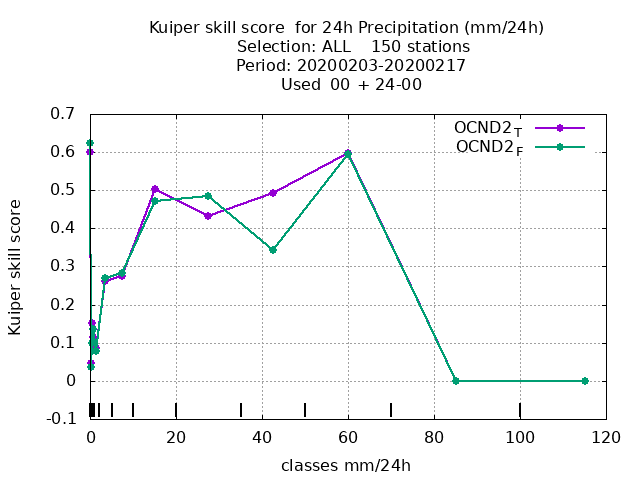 Kuiper skill score  for 24h Precipitation (mm/24h)
Selection: ALL    150 stations
Period: 20200203-20200217
Used  00 + 24-00
OCND2_T
OCND2_F
0.7
0.6
0.5
0.4
0.3
0.2
0.1
0
-0.1
Kuiper skill score
0 20 40 60 80 100 120
classes mm/24h